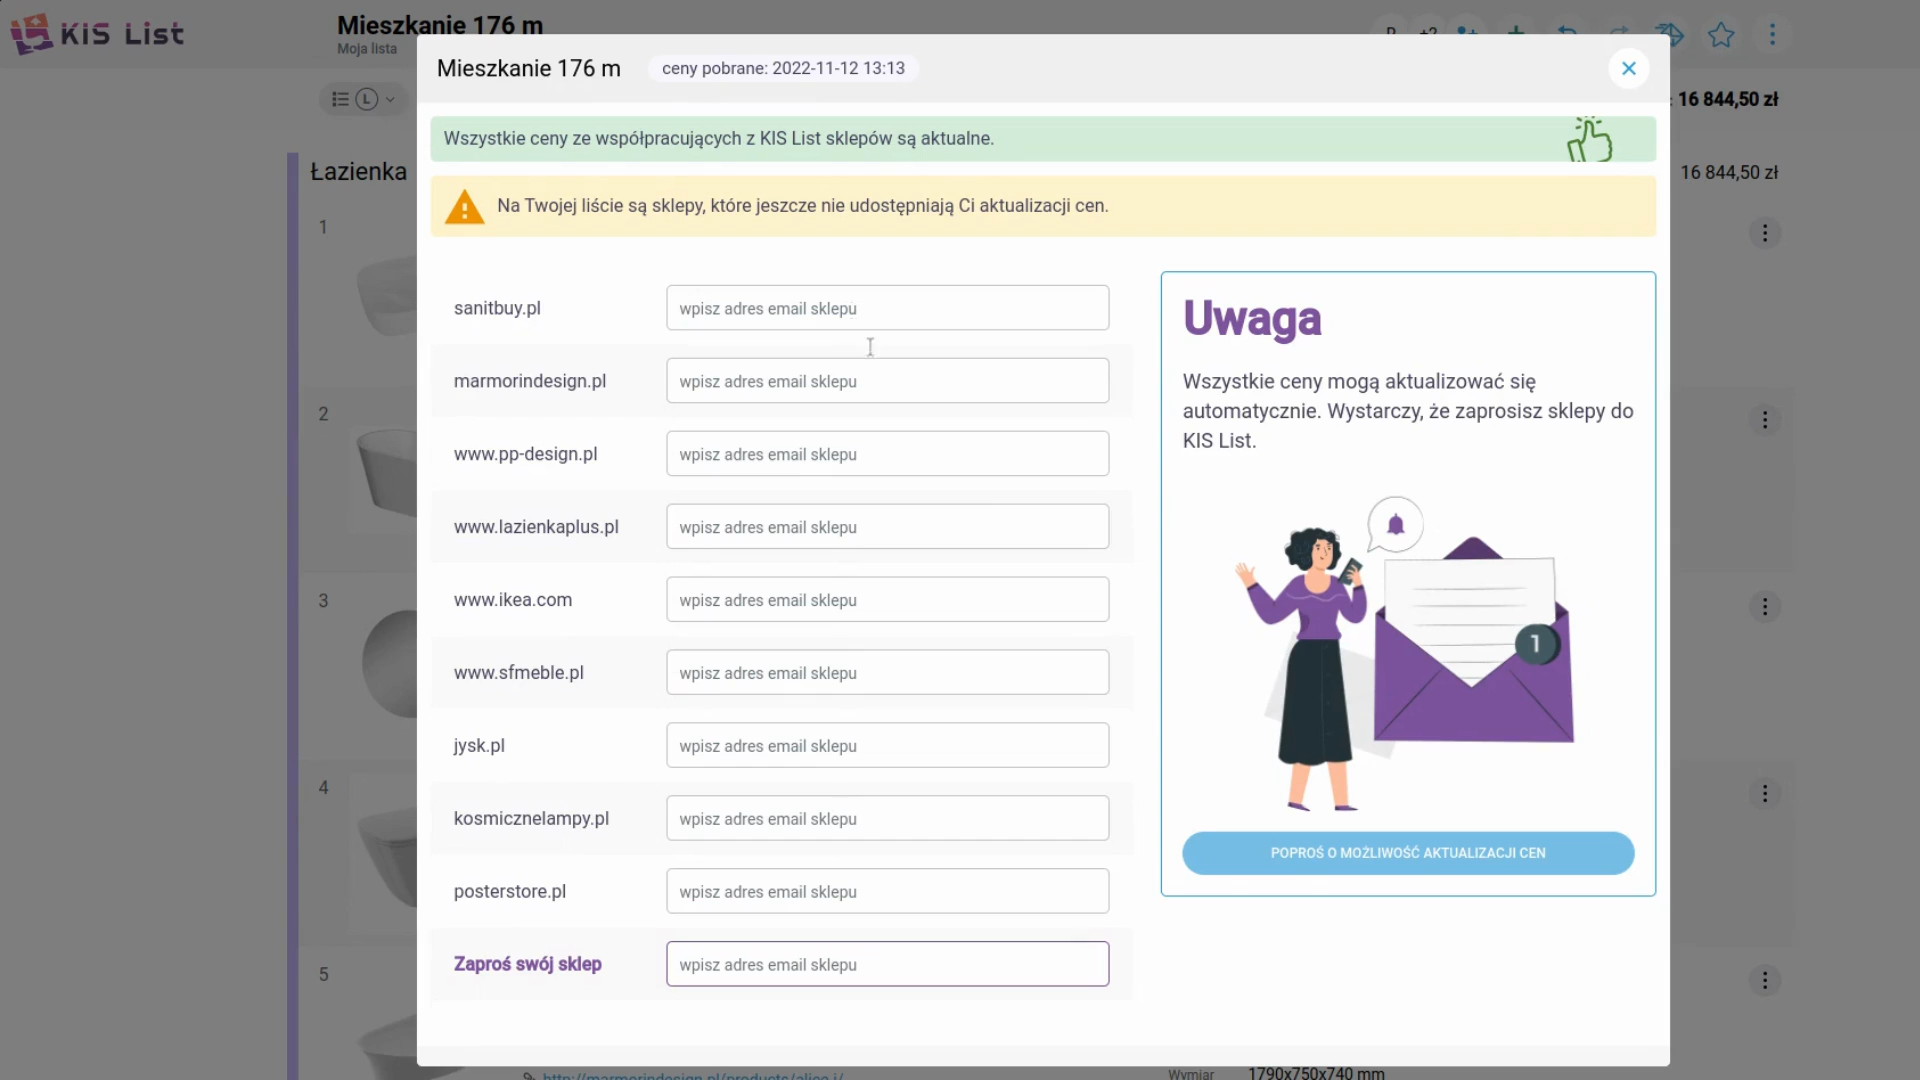 KIS List
Mieszkanie 176 m
Moja lista
L
16 844,50 zł
Mieszkanie 176 m
ceny pobrane: 2022-11-12 13:13
Wszystkie ceny ze współpracujących z KIS List sklepów są aktualne.
Na Twojej liście są sklepy, które jeszcze nie udostępniają Ci aktualizacji cen.
Łazienka
16 844,50 zł
1
2
3
4
5
sanitbuy.pl
wpisz adres email sklepu
marmorindesign.pl
wpisz adres email sklepu
www.pp-design.pl
wpisz adres email sklepu
www.lazienkaplus.pl
wpisz adres email sklepu
www.ikea.com
wpisz adres email sklepu
www.sfmeble.pl
wpisz adres email sklepu
jysk.pl
wpisz adres email sklepu
kosmicznelampy.pl
wpisz adres email sklepu
posterstore.pl
wpisz adres email sklepu
Zaproś swój sklep
wpisz adres email sklepu
Uwaga
Wszystkie ceny mogą aktualizować się
automatycznie. Wystarczy, że zaprosisz sklepy do
KIS List.
1
POPROŚ O MOŻLIWOŚĆ AKTUALIZACJI CEN
Wymiar
1790x750x740 mm